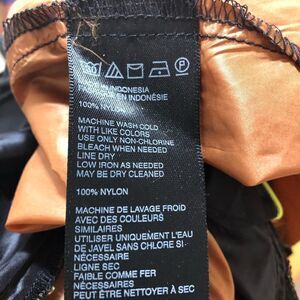 MADE IN INDONESIA
EN INDONÉSIE
100% NYLON
MACHINE WASH COLD
WITH LIKE COLORS
USE ONLY NON-CHLORINE
BLEACH WHEN NEEDED
LINE DRY
LOW IRON AS NEEDED
MAY BE DRY CLEANED
100% NYLON
MACHINE DE LAVAGE FROID
AVEC DES COULEURS
SIMILAIRES
UTILISER UNIQUEMENT L'EAU
DE JAVEL SANS CHLORE SI-
NÉCESSAIRE
LIGNE SEC
FAIBLE COMME FER
NÉCESSAIRES
PEUT ÊTRE NETTOYER À SEC